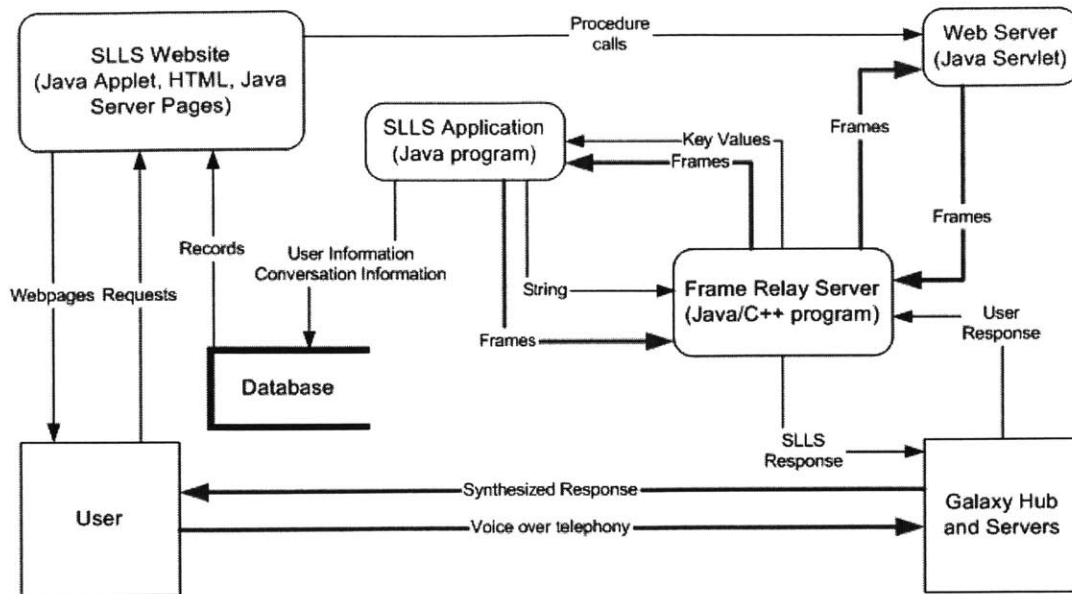 Procedure
calls
SLLS Website
(Java Applet, HTML, Java
Server Pages)
Web Server
(Java Servlet)
SLLS Application
(Java program)
Key Values
Frames
Frames
Frames
Records
User Information
Conversation Information
Webpages
Requests
String
Frames
Frame Relay Server
(Java/C++ program)
User
Response
Database
SLLS
Response
User
Synthesized Response
Voice over telephony
Galaxy Hub
and Servers